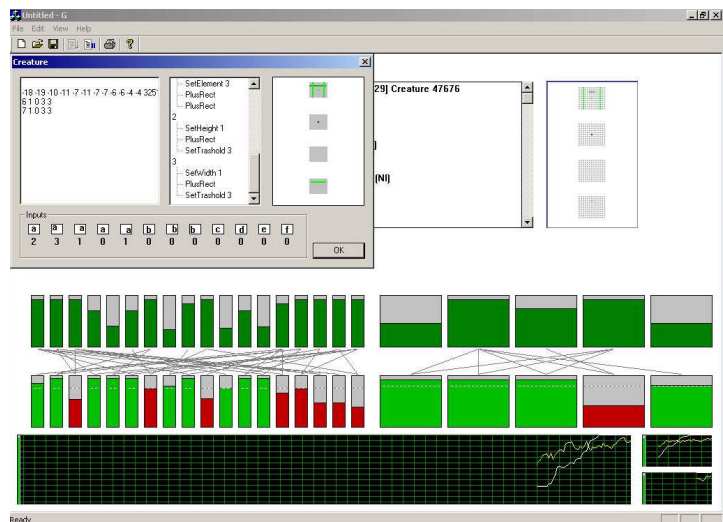 Untitled - G
File Edit View Help
Creature
-18 -19 -10 -11 -7 -11 -7 -7 -6 -6 -4 -4 325
6 1 0 3 3
7 1 0 3 3
SetElement 3
PlusRect
PlusRect
2
SetHeight 1
PlusRect
SetTrashold 3
3
SetWidth 1
PlusRect
SetTrashold 3
29] Creature 47676
)
(NI)
Inputs
a a a a a b b b c d e f
2 3 1 0 1 0 0 0 0 0 0 0
OK
Ready